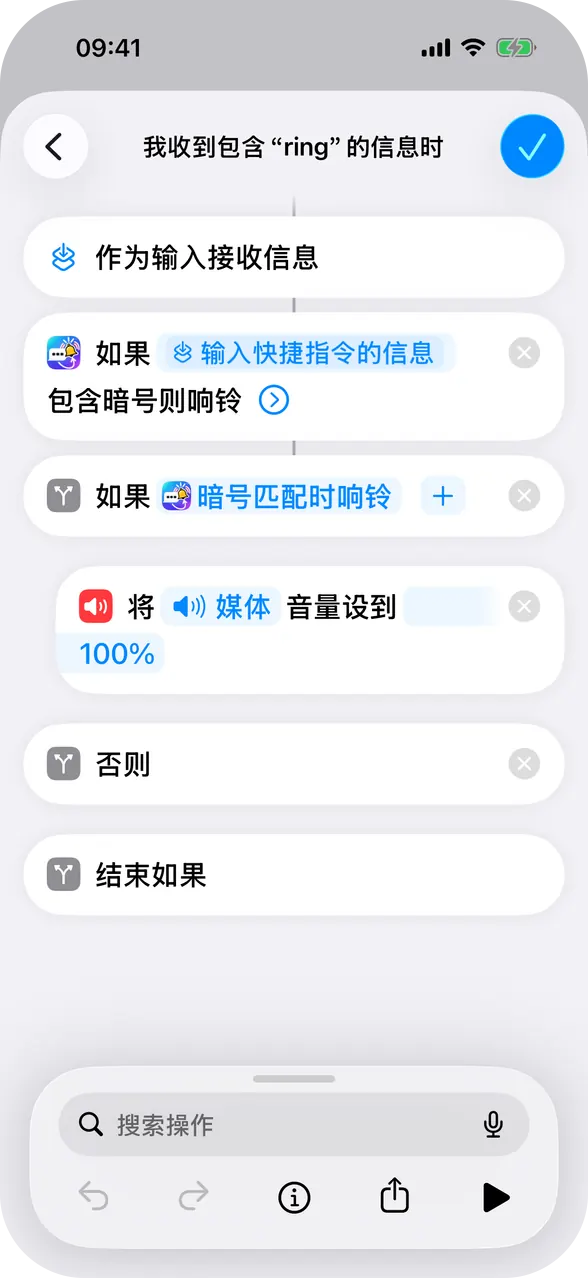 09:41
我收到包含“ring”的信息时
作为输入接收信息
如果 输入快捷指令的信息
包含暗号则响铃
如果 暗号匹配时响铃
将 媒体 音量设到
100%
否则
结束如果
搜索操作